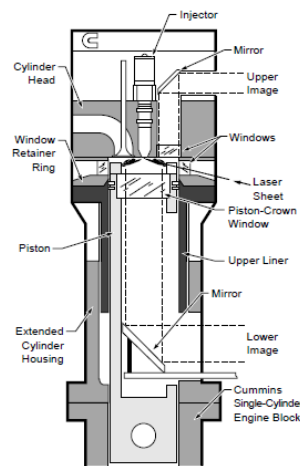 Injector
Mirror
Cylinder
Head
Upper
Image
Window
Retainer
Ring
Windows
Laser
Sheet
Piston-Crown
Window
Piston
Upper Liner
Mirror
Extended
Cylinder
Housing
Lower
Image
Cummins
Single-Cylinder
Engine Block